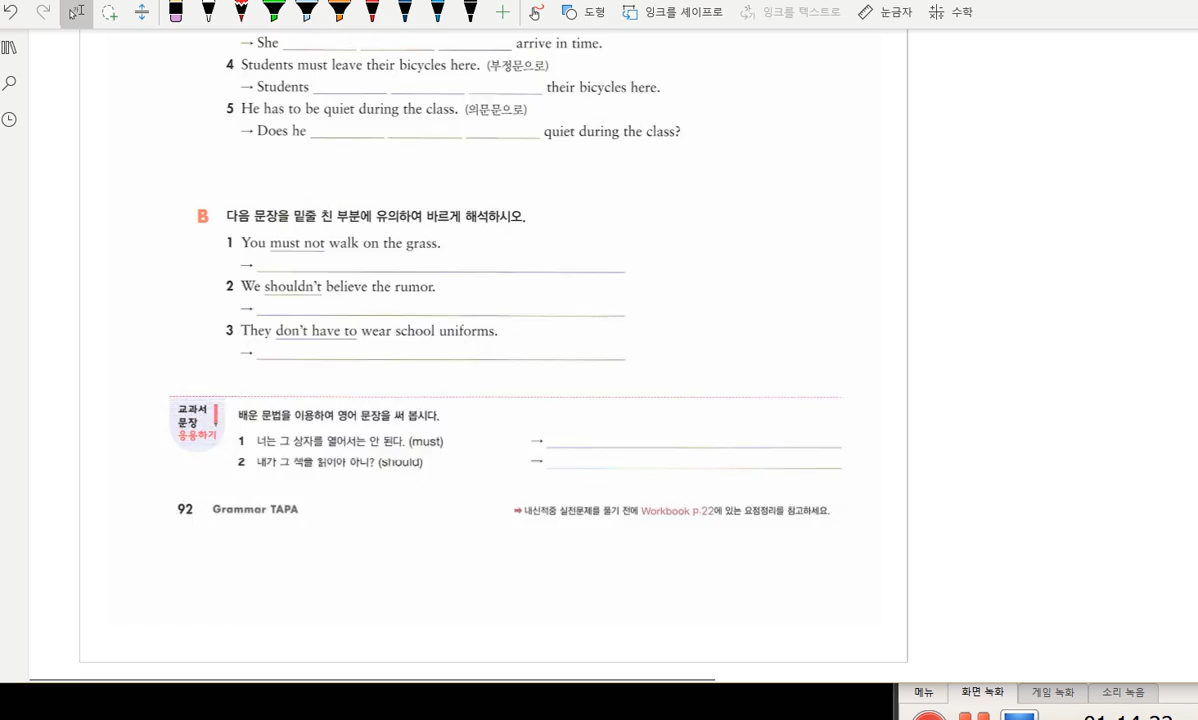 도형
잉크를 셰이프로
잉크를 텍스트로
눈금자
수학
→ She ____ ____ ____ arrive in time.
4 Students must leave their bicycles here. (부정문으로)
→ Students ____ ____ ____ their bicycles here.
5 He has to be quiet during the class. (의문문으로)
→ Does he ____ ____ ____ quiet during the class?
B 다음 문장을 밑줄 친 부분에 유의하여 바르게 해석하시오.
1 You must not walk on the grass.
→
2 We shouldn't believe the rumor.
→
3 They don't have to wear school uniforms.
→
교과서
문장
응용하기
배운 문법을 이용하여 영어 문장을 써 봅시다.
1 너는 그 상자를 열어서는 안 된다. (must) →
2 내가 그 책을 읽어야 하니? (should) →
92 Grammar TAPA
➡ 내신적중 실전문제를 풀기 전에 Workbook p.22에 있는 요점정리를 참고하세요.
메뉴
화면 녹화
게임 녹화
소리 녹음